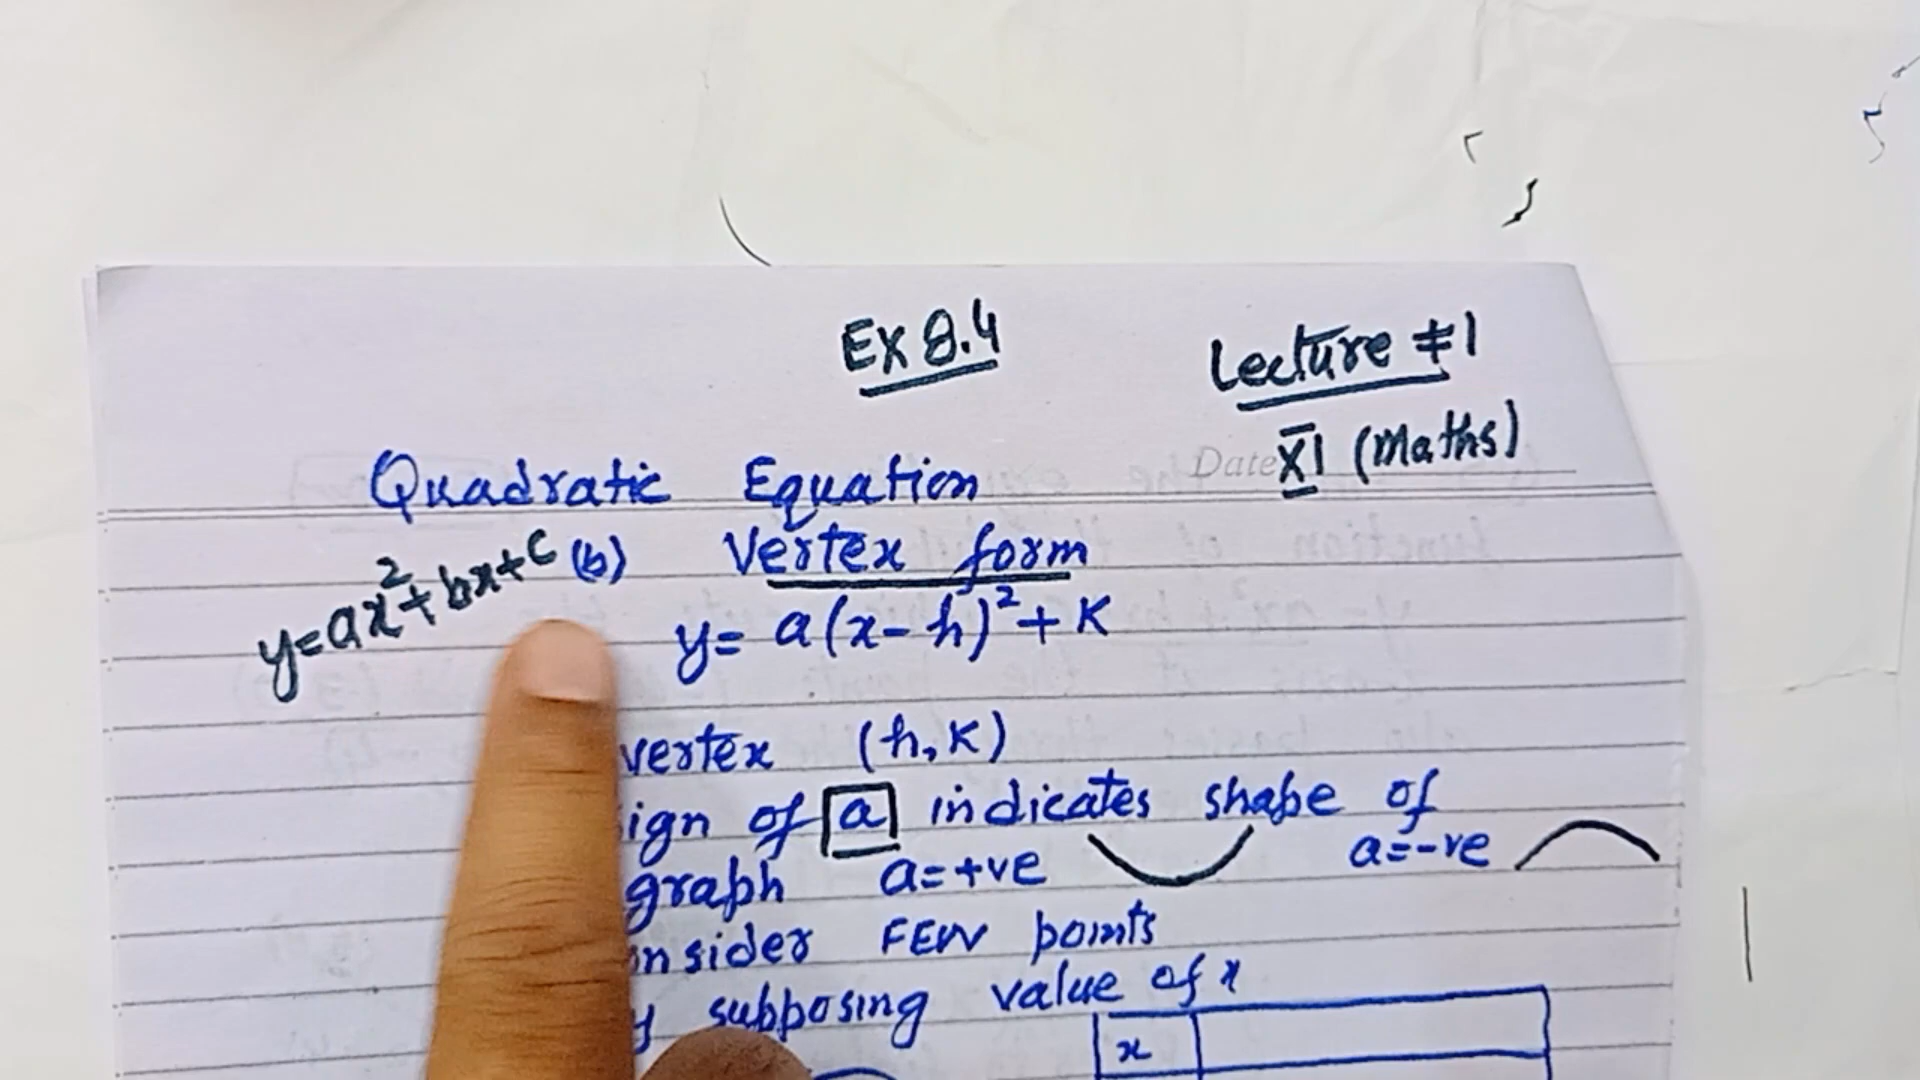 Ex 8.4
Lecture #1
Date XI (Maths)
Quadratic Equation
y=ax²+bx+c (b) Vertex form
y= a(x-h)²+K
vertex (h,K)
ign of a indicates shape of
graph a=+ve a=-ve
nsider FEW points
y supposing value of x
x